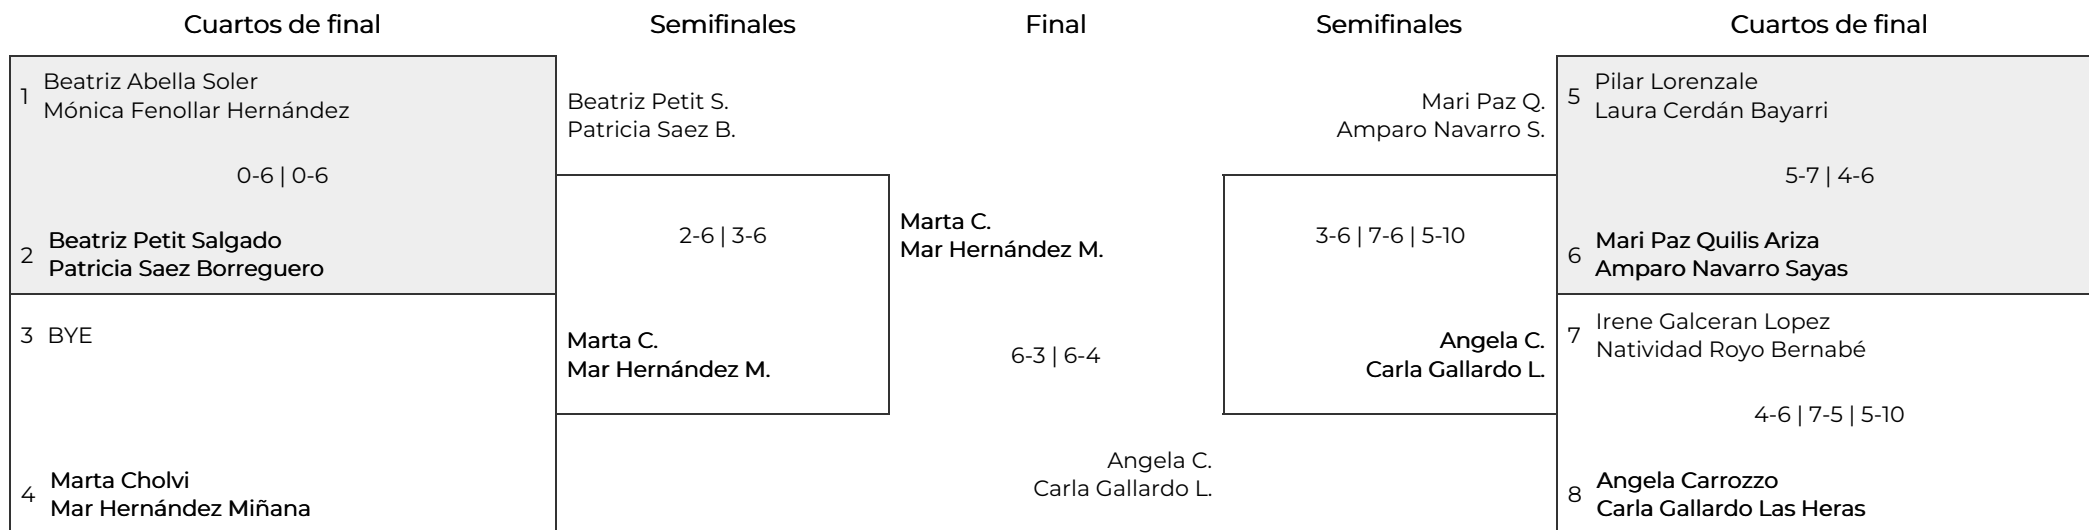 Cuartos de final
Semifinales
Final
Semifinales
Cuartos de final
1
Beatriz Abella Soler
Mónica Fenollar Hernández
0-6 | 0-6
2
Beatriz Petit Salgado
Patricia Saez Borreguero
3 BYE
4
Marta Cholvi
Mar Hernández Miñana
Beatriz Petit S.
Patricia Saez B.
2-6 | 3-6
Marta C.
Mar Hernández M.
Marta C.
Mar Hernández M.
6-3 | 6-4
Angela C.
Carla Gallardo L.
Mari Paz Q.
Amparo Navarro S.
3-6 | 7-6 | 5-10
Angela C.
Carla Gallardo L.
5
Pilar Lorenzale
Laura Cerdán Bayarri
5-7 | 4-6
6
Mari Paz Quilis Ariza
Amparo Navarro Sayas
7
Irene Galceran Lopez
Natividad Royo Bernabé
4-6 | 7-5 | 5-10
8
Angela Carrozzo
Carla Gallardo Las Heras